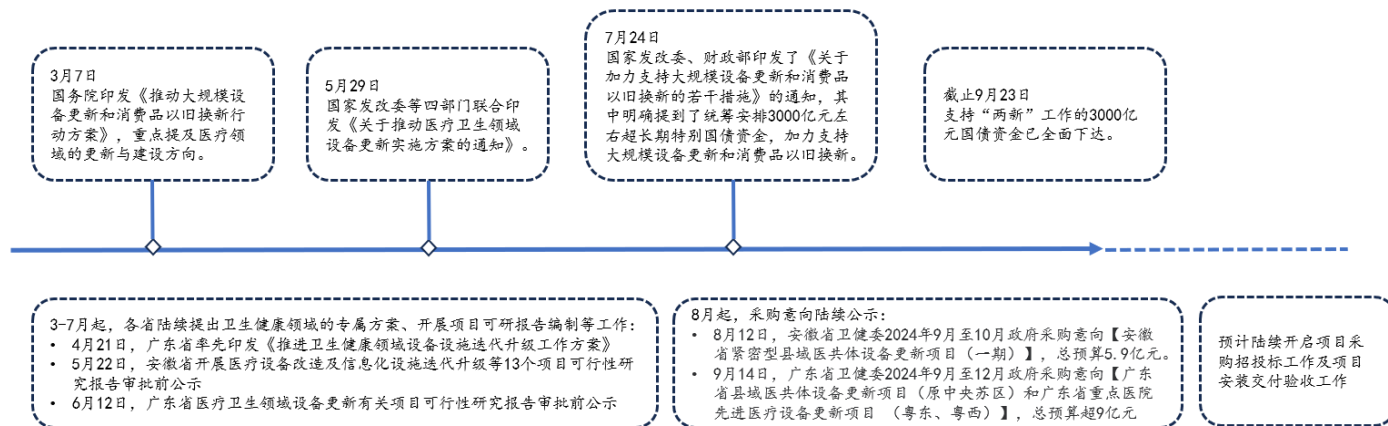 3月7日
国务院印发《推动大规模设
备更新和消费品以旧换新行
动方案》，重点提及医疗领
域的更新与建设方向。
5月29日
国家发改委等四部门联合印
发《关于推动医疗卫生领域
设备更新实施方案的通知》。
7月24日
国家发改委、财政部印发了《关于
加力支持大规模设备更新和消费品
以旧换新的若干措施》的通知，其
中明确提到了统筹安排3000亿元左
右超长期特别国债资金，加力支持
大规模设备更新和消费品以旧换新。
截止9月23日
支持“两新”工作的3000亿
元国债资金已全面下达。
3-7月起，各省陆续提出卫生健康领域的专属方案、开展项目可研报告编制等工作：
• 4月21日，广东省率先印发《推进卫生健康领域设备设施迭代升级工作方案》
• 5月22日，安徽省开展医疗设备改造及信息化设施迭代升级等13个项目可行性研
究报告审批前公示
• 6月12日，广东省医疗卫生领域设备更新有关项目可行性研究报告审批前公示
8月起，采购意向陆续公示：
• 8月12日，安徽省卫健委2024年9月至10月政府采购意向【安徽
省紧密型县域医共体设备更新项目（一期）】，总预算5.9亿元。
• 9月14日，广东省卫健委2024年9月至12月政府采购意向【广东
省县域医共体设备更新项目（原中央苏区）和广东省重点医院
先进医疗设备更新项目 （粤东、粤西）】，总预算超9亿元
预计陆续开启项目采
购招投标工作及项目
安装交付验收工作